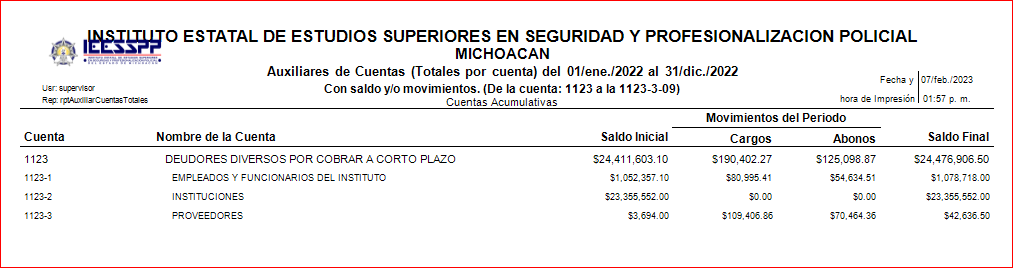 INSTITUTO ESTATAL DE ESTUDIOS SUPERIORES EN SEGURIDAD Y PROFESIONALIZACION POLICIAL
IEESSPP
MICHOACAN
Auxiliares de Cuentas (Totales por cuenta) del 01/ene./2022 al 31/dic./2022
Usr: supervisor
Con saldo y/o movimientos. (De la cuenta: 1123 a la 1123-3-09)
Fecha y 07/feb./2023
Rep: rptAuxiliarCuentasTotales
Cuentas Acumulativas
hora de Impresión 01:57 p. m.
Movimientos del Periodo
Cuenta Nombre de la Cuenta Saldo Inicial Cargos Abonos Saldo Final
1123 DEUDORES DIVERSOS POR COBRAR A CORTO PLAZO $24,411,603.10 $190,402.27 $125,098.87 $24,476,906.50
1123-1 EMPLEADOS Y FUNCIONARIOS DEL INSTITUTO $1,052,357.10 $80,995.41 $54,634.51 $1,078,718.00
1123-2 INSTITUCIONES $23,355,552.00 $0.00 $0.00 $23,355,552.00
1123-3 PROVEEDORES $3,694.00 $109,406.86 $70,464.36 $42,636.50